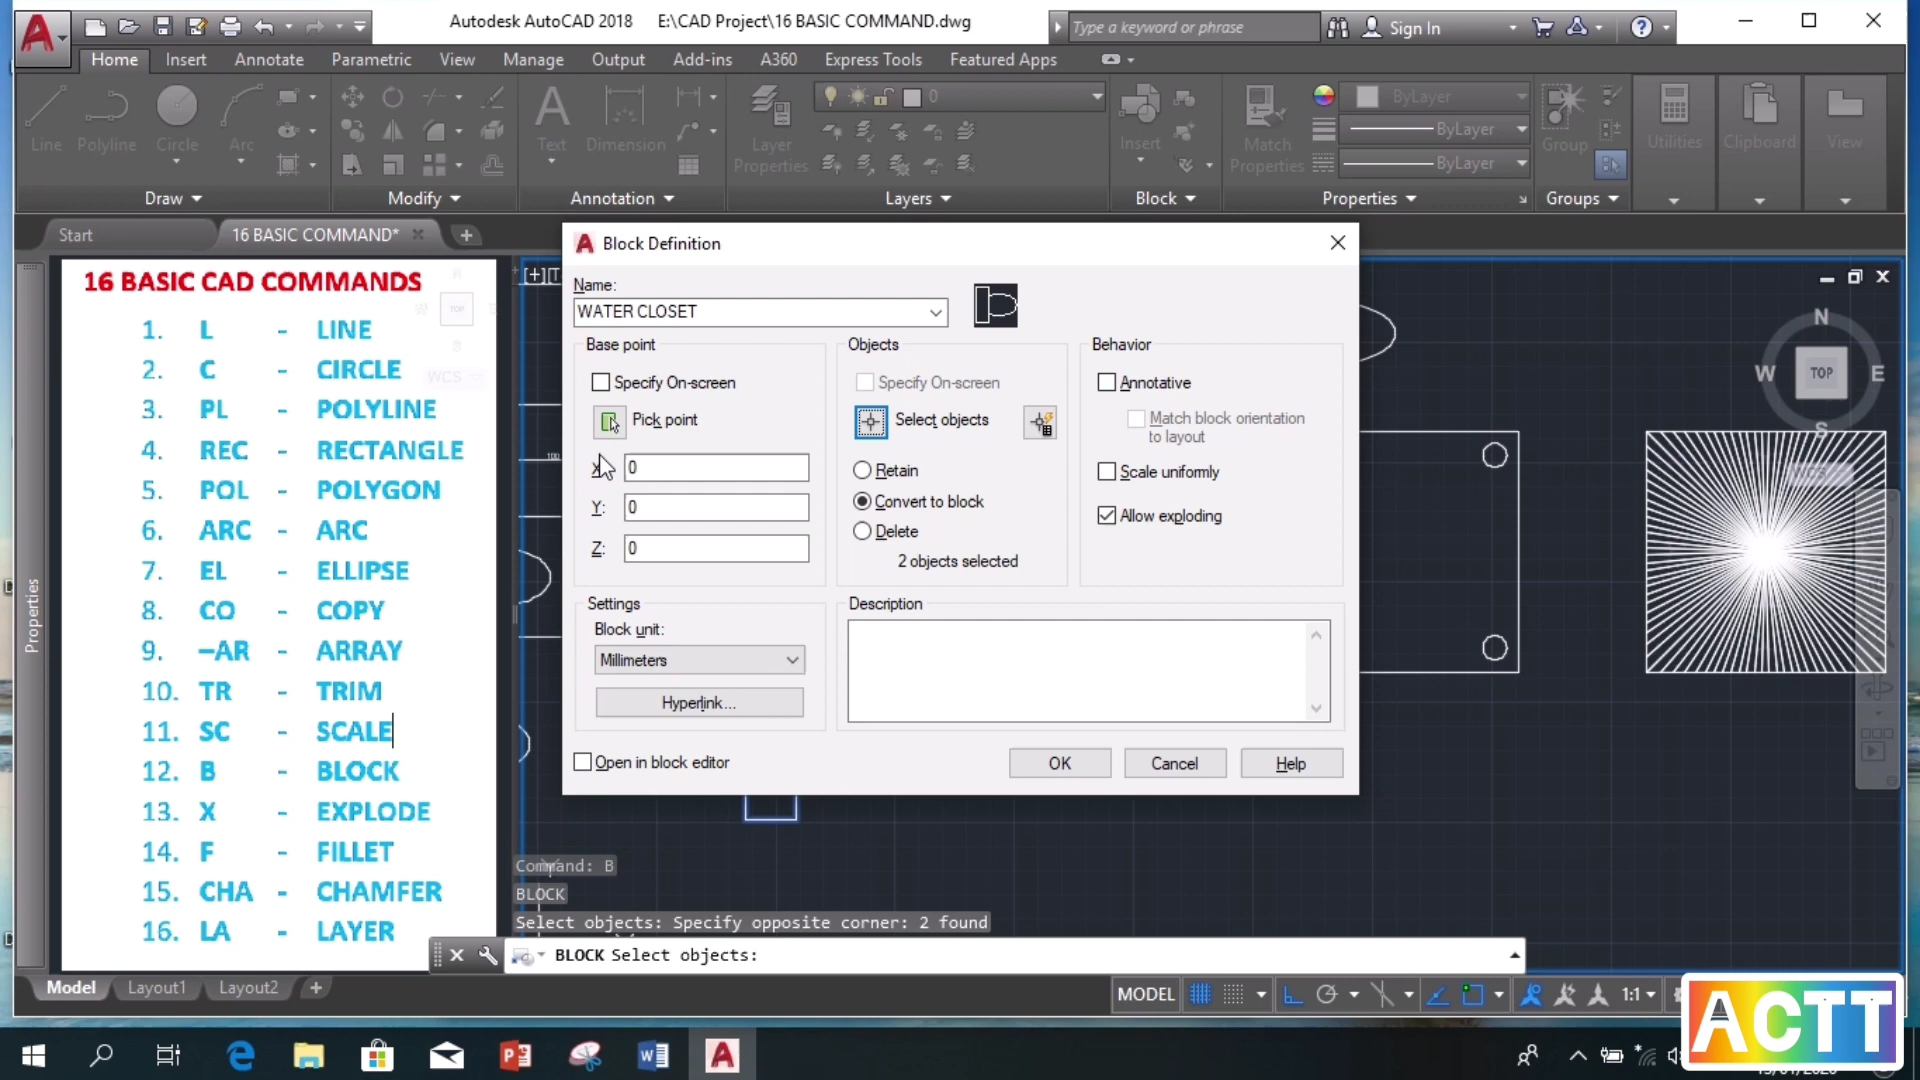 Autodesk AutoCAD 2018 E:\CAD Project\16 BASIC COMMAND.dwg
Type a keyword or phrase
Sign In
Home Insert Annotate Parametric View Manage Output Add-ins A360 Express Tools Featured Apps
Line Polyline Circle Arc
Text Dimension
Layer Properties
0
Insert
Match Properties
ByLayer
ByLayer
ByLayer
Group
Utilities
Clipboard
View
Draw Modify Annotation Layers Block Properties Groups
Start
16 BASIC COMMAND*
16 BASIC CAD COMMANDS
1. L - LINE
2. C - CIRCLE
3. PL - POLYLINE
4. REC - RECTANGLE
5. POL - POLYGON
6. ARC - ARC
7. EL - ELLIPSE
8. CO - COPY
9. –AR - ARRAY
10. TR - TRIM
11. SC - SCALE
12. B - BLOCK
13. X - EXPLODE
14. F - FILLET
15. CHA - CHAMFER
16. LA - LAYER
Properties
TOP
WCS
[+][T
Block Definition
Name:
WATER CLOSET
Base point
Specify On-screen
Pick point
X: 0
Y: 0
Z: 0
Objects
Specify On-screen
Select objects
Retain
Convert to block
Delete
2 objects selected
Behavior
Annotative
Match block orientation
to layout
Scale uniformly
Allow exploding
Settings
Block unit:
Millimeters
Hyperlink...
Description
Open in block editor
OK
Cancel
Help
100
N
W TOP E
S
WCS
Command: B
BLOCK
Select objects: Specify opposite corner: 2 found
BLOCK Select objects:
Model Layout1 Layout2
MODEL
1:1
ACTT